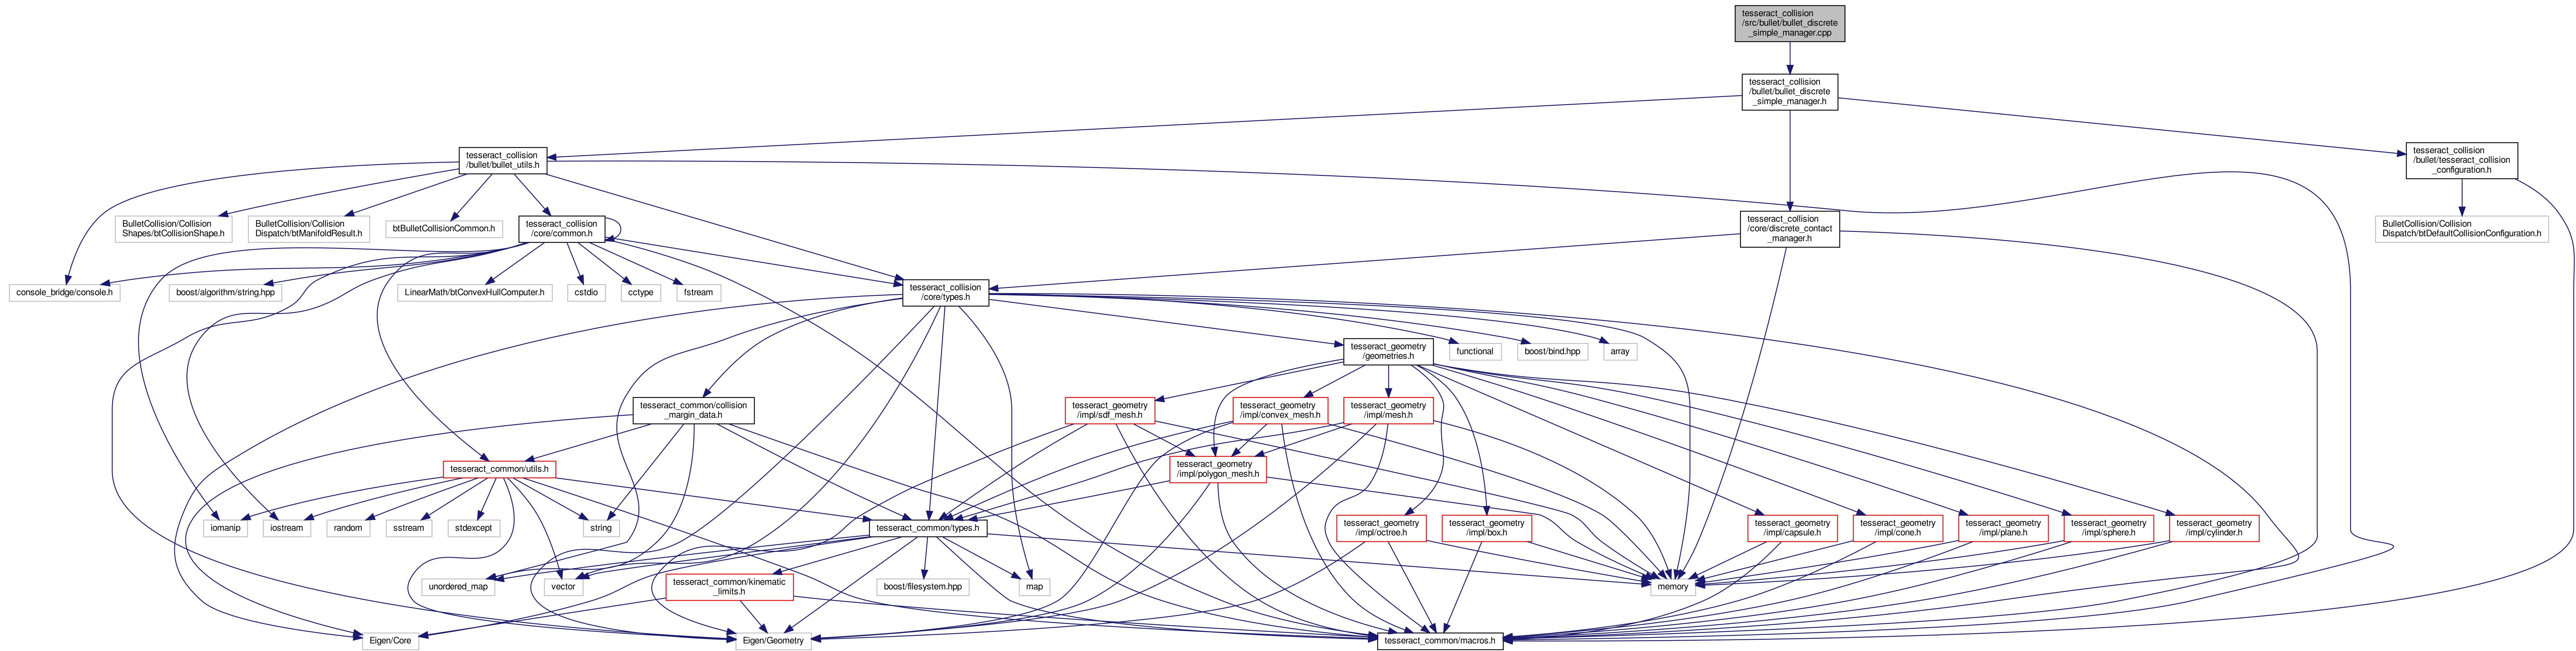 tesseract_collision
/src/bullet/bullet_discrete
_simple_manager.cpp
tesseract_collision
/bullet/bullet_discrete
_simple_manager.h
tesseract_collision
/bullet/bullet_utils.h
tesseract_collision
/bullet/tesseract_collision
_configuration.h
BulletCollision/Collision
Shapes/btCollisionShape.h
BulletCollision/Collision
Dispatch/btManifoldResult.h
btBulletCollisionCommon.h
tesseract_collision
/core/common.h
tesseract_collision
/core/discrete_contact
_manager.h
BulletCollision/Collision
Dispatch/btDefaultCollisionConfiguration.h
console_bridge/console.h
boost/algorithm/string.hpp
LinearMath/btConvexHullComputer.h
cstdio
cctype
fstream
tesseract_collision
/core/types.h
tesseract_geometry
/geometries.h
functional
boost/bind.hpp
array
tesseract_common/collision
_margin_data.h
tesseract_geometry
/impl/sdf_mesh.h
tesseract_geometry
/impl/convex_mesh.h
tesseract_geometry
/impl/mesh.h
tesseract_common/utils.h
tesseract_geometry
/impl/polygon_mesh.h
iomanip
iostream
random
sstream
stdexcept
string
tesseract_common/types.h
tesseract_geometry
/impl/octree.h
tesseract_geometry
/impl/box.h
tesseract_geometry
/impl/capsule.h
tesseract_geometry
/impl/cone.h
tesseract_geometry
/impl/plane.h
tesseract_geometry
/impl/sphere.h
tesseract_geometry
/impl/cylinder.h
unordered_map
vector
tesseract_common/kinematic
_limits.h
boost/filesystem.hpp
map
memory
Eigen/Core
Eigen/Geometry
tesseract_common/macros.h